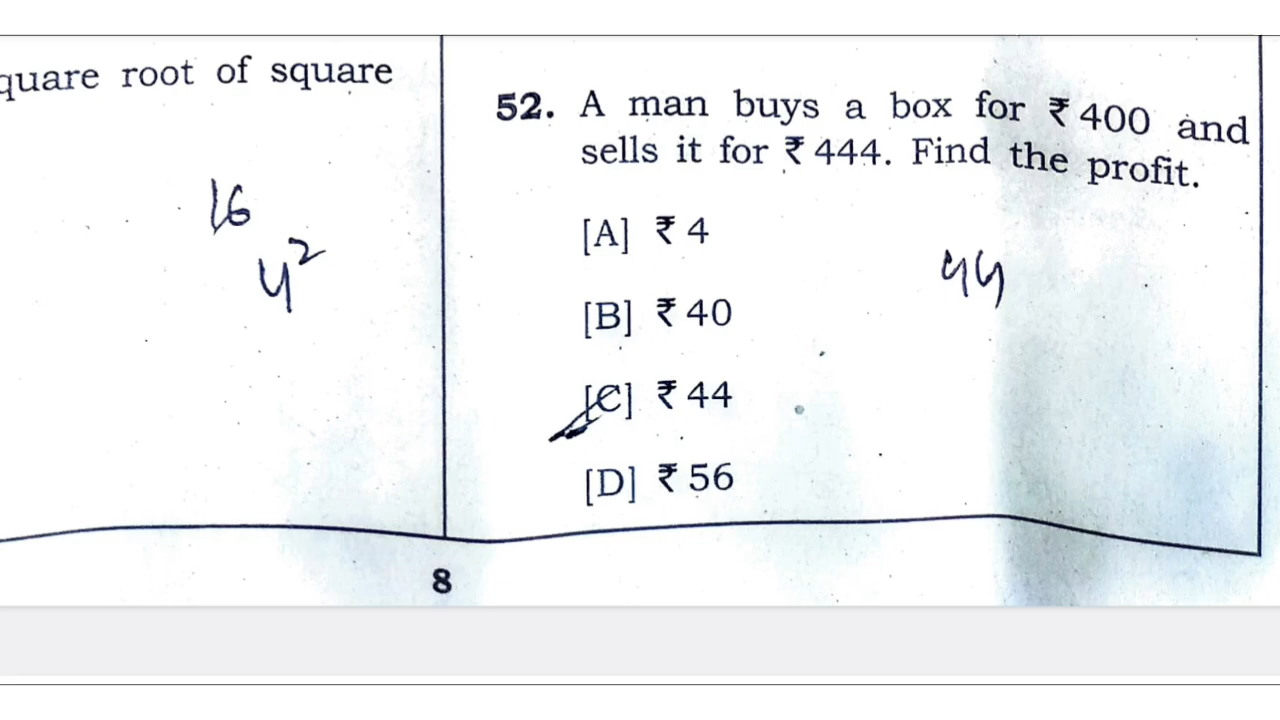 quare root of square
16
4²
52. A man buys a box for ₹ 400 and
sells it for ₹ 444. Find the profit.
[A] ₹ 4
[B] ₹ 40
44
[C] ₹ 44
[D] ₹ 56
8